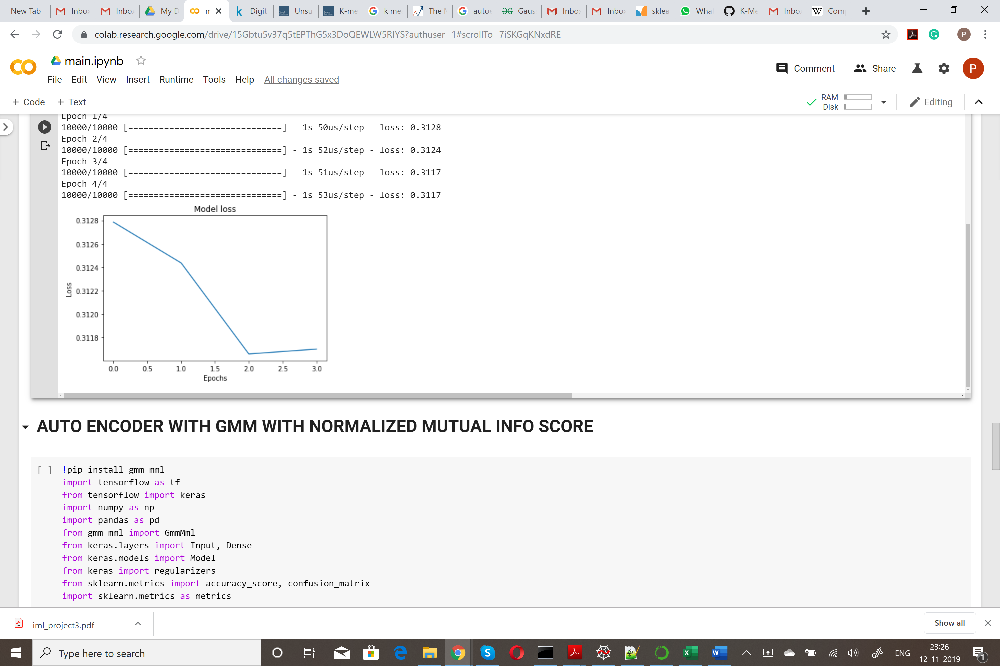 New Tab Inbo Inbo My D n k Digit Unsu K-me k me The autoe Gaus Inbo Inbo sklea What K-Me Inbo W Com
colab.research.google.com/drive/15Gbtu5v37q5tEPThG5x3DoQEWLW5RIYS?authuser=1#scrollTo=7iSKGqKNxdRE P
main.ipynb
Comment Share P
File Edit View Insert Runtime Tools Help All changes saved
+ Code + Text RAM Disk Editing
Epoch 1/4
10000/10000 [==============================] - 1s 50us/step - loss: 0.3128
Epoch 2/4
10000/10000 [==============================] - 1s 52us/step - loss: 0.3124
Epoch 3/4
10000/10000 [==============================] - 1s 51us/step - loss: 0.3117
Epoch 4/4
10000/10000 [==============================] - 1s 53us/step - loss: 0.3117
Model loss
0.3128
0.3126
0.3124
0.3122
0.3120
0.3118
Loss
0.0 0.5 1.0 1.5 2.0 2.5 3.0
Epochs
AUTO ENCODER WITH GMM WITH NORMALIZED MUTUAL INFO SCORE
[ ] !pip install gmm_mml
import tensorflow as tf
from tensorflow import keras
import numpy as np
import pandas as pd
from gmm_mml import GmmMml
from keras.layers import Input, Dense
from keras.models import Model
from keras import regularizers
from sklearn.metrics import accuracy_score, confusion_matrix
import sklearn.metrics as metrics
iml_project3.pdf Show all
Type here to search ENG 23:26
12-11-2019 1